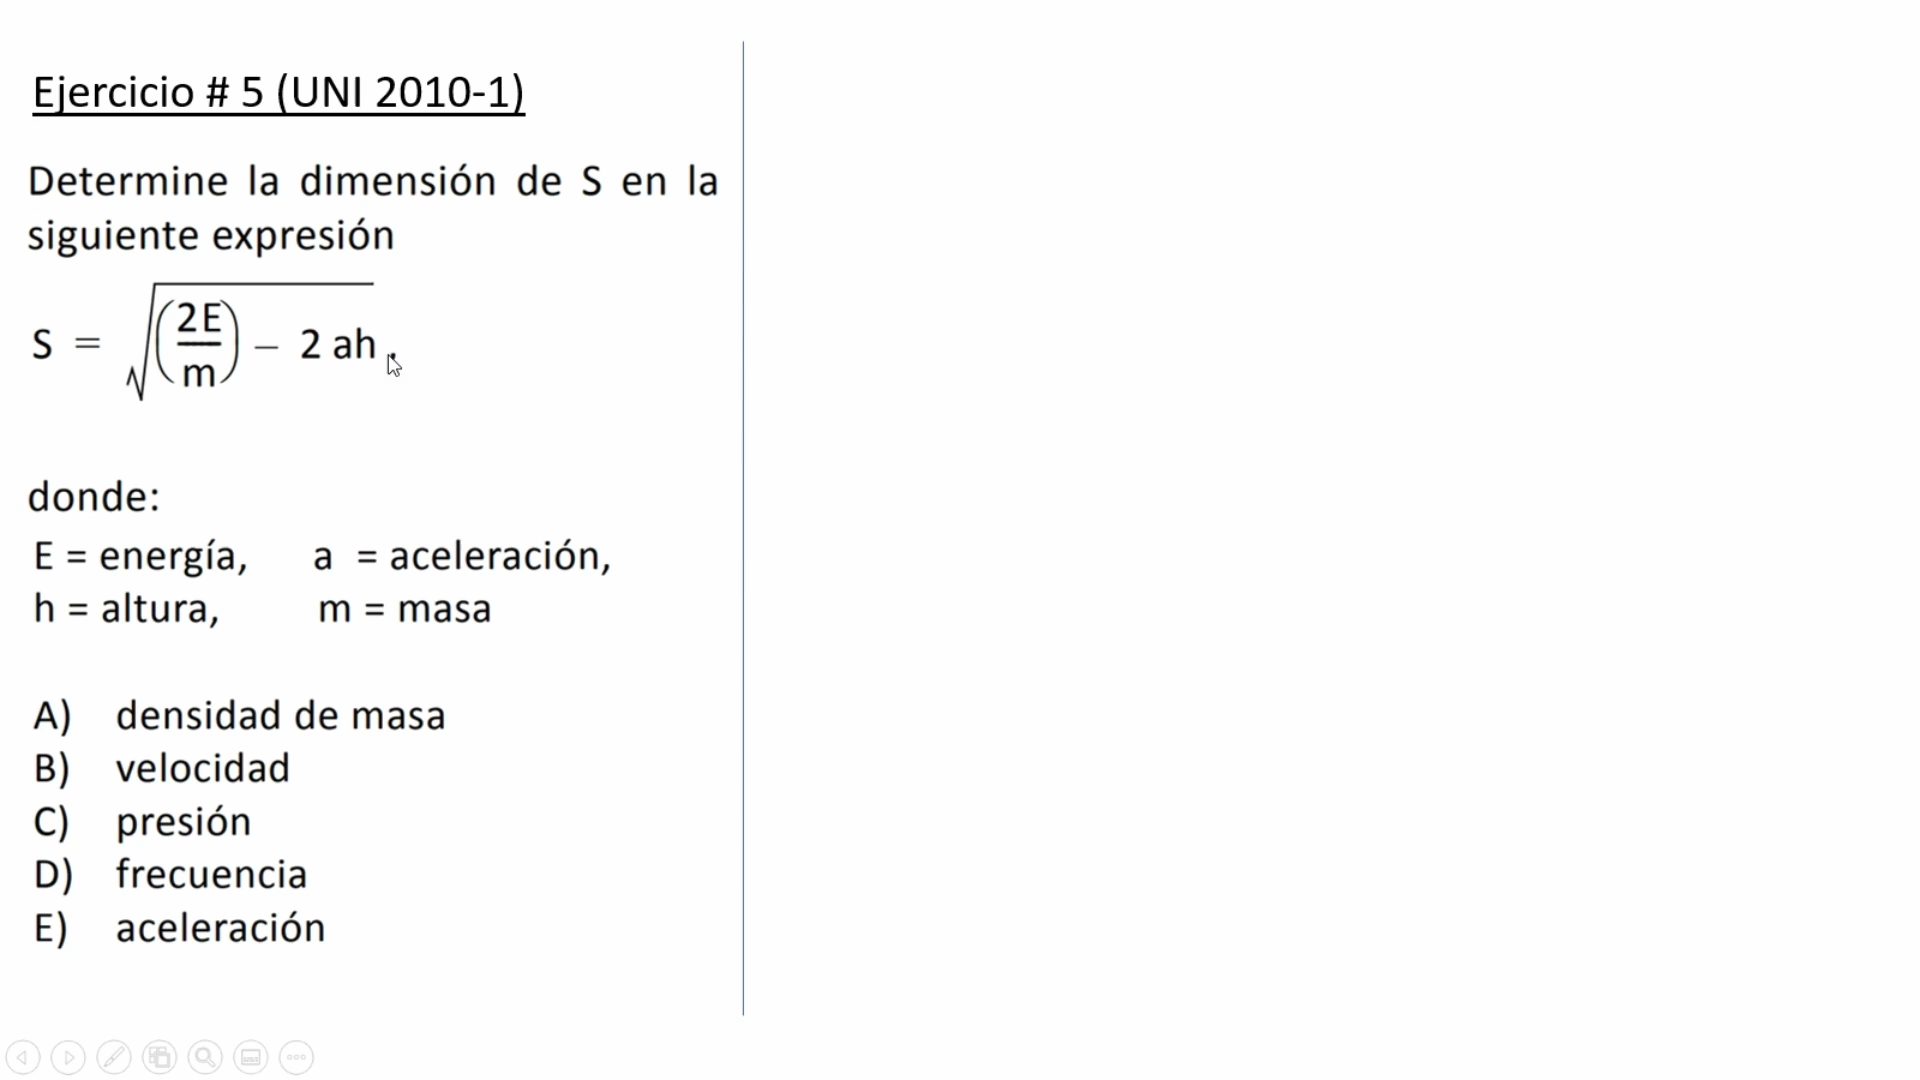 Ejercicio # 5 (UNI 2010-1)
Determine la dimensión de S en la
siguiente expresión
S = √(2E/m) − 2 ah .
donde:
E = energía, a = aceleración,
h = altura, m = masa
A) densidad de masa
B) velocidad
C) presión
D) frecuencia
E) aceleración